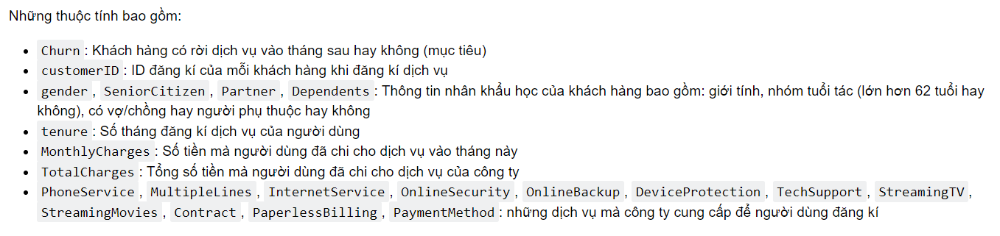 Những thuộc tính bao gồm:
• Churn : Khách hàng có rời dịch vụ vào tháng sau hay không (mục tiêu)
• customerID : ID đăng kí của mỗi khách hàng khi đăng kí dịch vụ
• gender , SeniorCitizen , Partner , Dependents : Thông tin nhân khẩu học của khách hàng bao gồm: giới tính, nhóm tuổi tác (lớn hơn 62 tuổi hay
không), có vợ/chồng hay người phụ thuộc hay không
• tenure : Số tháng đăng kí dịch vụ của người dùng
• MonthlyCharges : Số tiền mà người dùng đã chi cho dịch vụ vào tháng này
• TotalCharges : Tổng số tiền mà người dùng đã chi cho dịch vụ của công ty
• PhoneService , MultipleLines , InternetService , OnlineSecurity , OnlineBackup , DeviceProtection , TechSupport , StreamingTV ,
StreamingMovies , Contract , PaperlessBilling , PaymentMethod : những dịch vụ mà công ty cung cấp để người dùng đăng kí